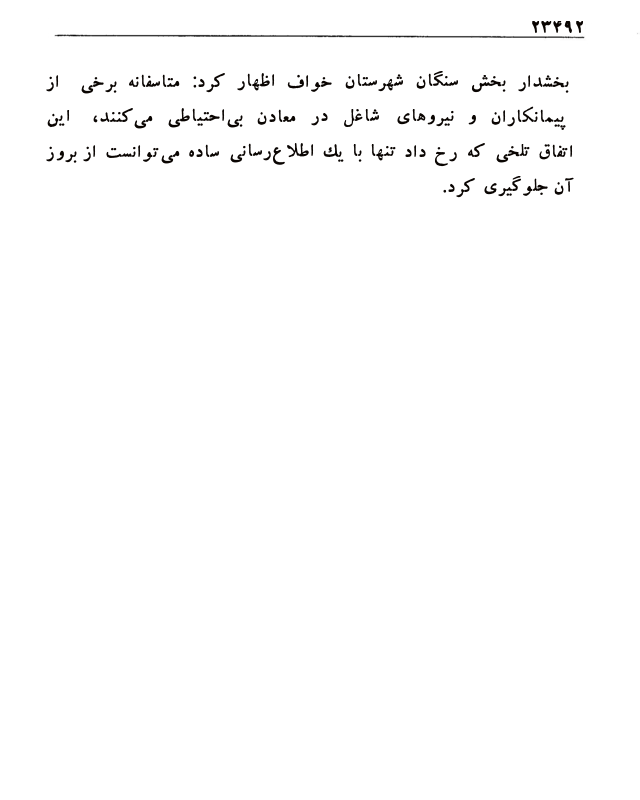 ۲۳۴۹۲
بخشدار بخش سنگان شهرستان خواف اظهار کرد: متاسفانه برخی از
پیمانکاران و نیروهای شاغل در معادن بی‌احتیاطی می‌کنند، این
اتفاق تلخی که رخ داد تنها با یك اطلاع‌رسانی ساده می‌توانست از بروز
آن جلوگیری کرد.